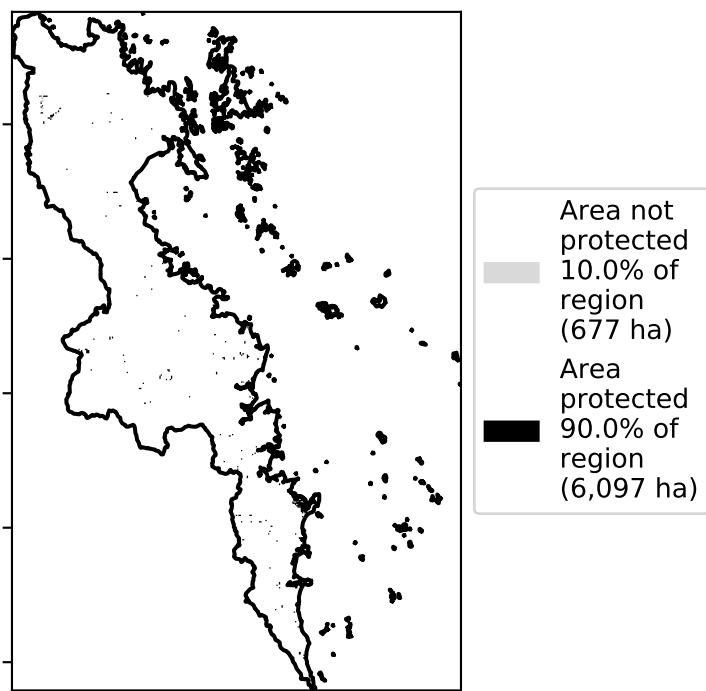 Area not
protected
10.0% of
region
(677 ha)
Area
protected
90.0% of
region
(6,097 ha)